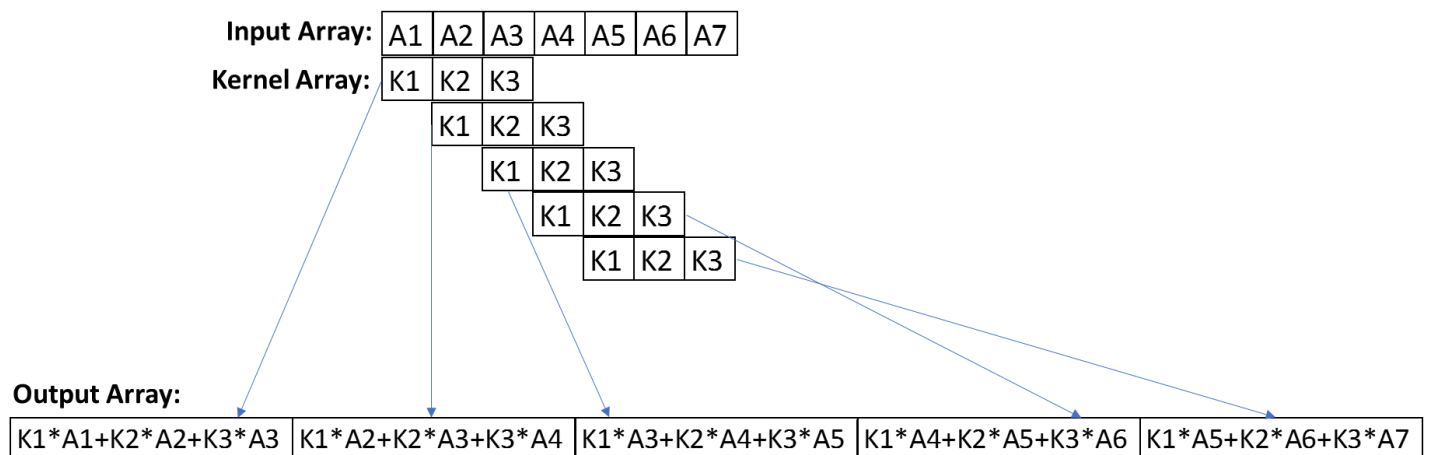 Input Array: A1 A2 A3 A4 A5 A6 A7
Kernel Array: K1 K2 K3
K1 K2 K3
K1 K2 K3
K1 K2 K3
K1 K2 K3
Output Array:
K1*A1+K2*A2+K3*A3 K1*A2+K2*A3+K3*A4 K1*A3+K2*A4+K3*A5 K1*A4+K2*A5+K3*A6 K1*A5+K2*A6+K3*A7